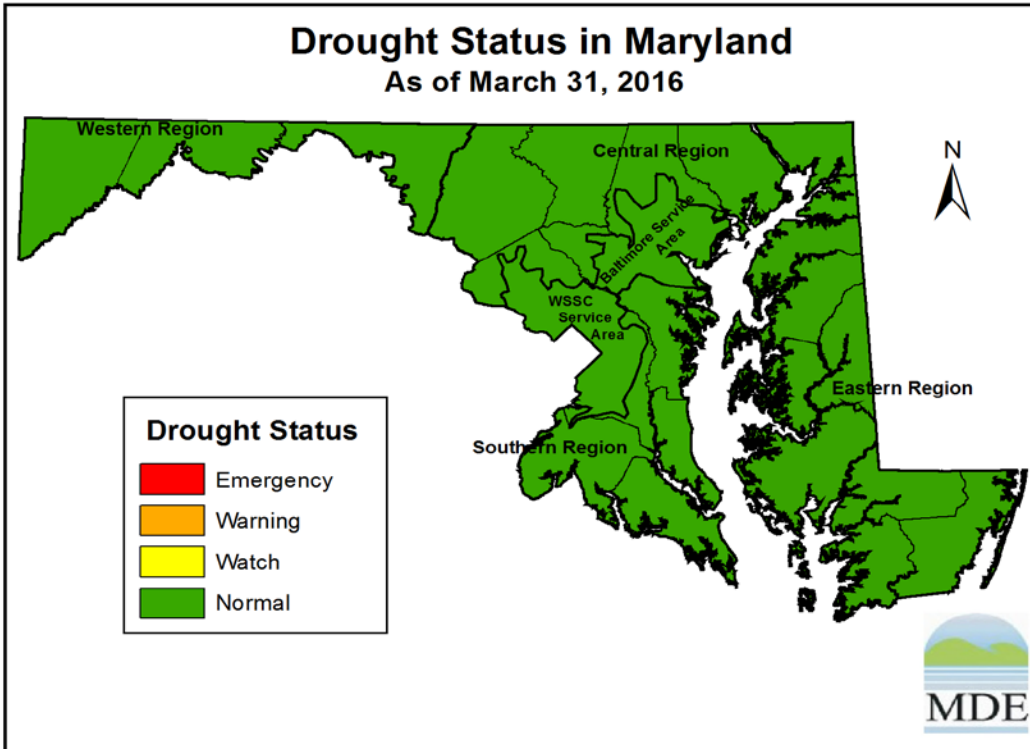 Drought Status in Maryland
As of March 31, 2016
Western Region
Central Region
N
Baltimore Service
Area
WSSC
Service
Area
Eastern Region
Southern Region
Drought Status
Emergency
Warning
Watch
Normal
MDE